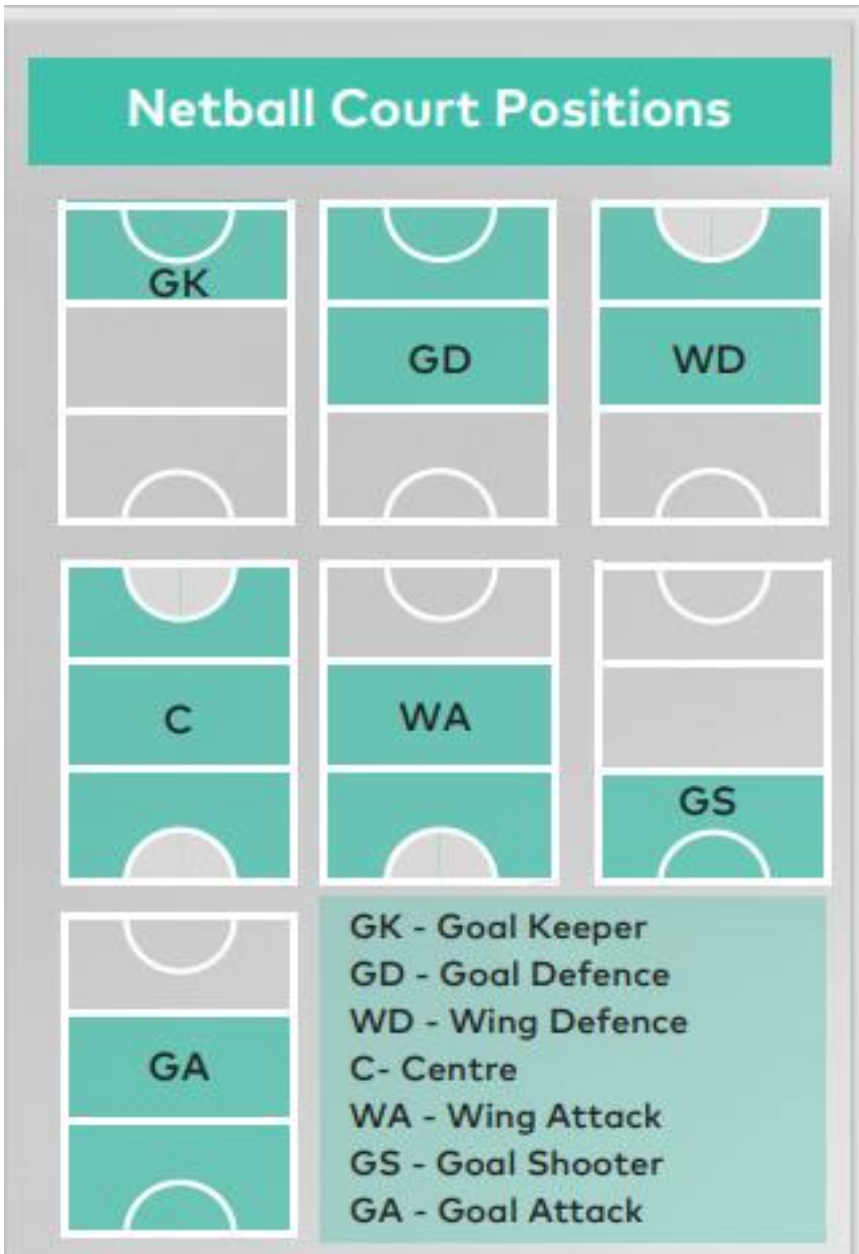 Netball Court Positions
GK
GD
WD
C
WA
GS
GA
GK - Goal Keeper
GD - Goal Defence
WD - Wing Defence
C- Centre
WA - Wing Attack
GS - Goal Shooter
GA - Goal Attack